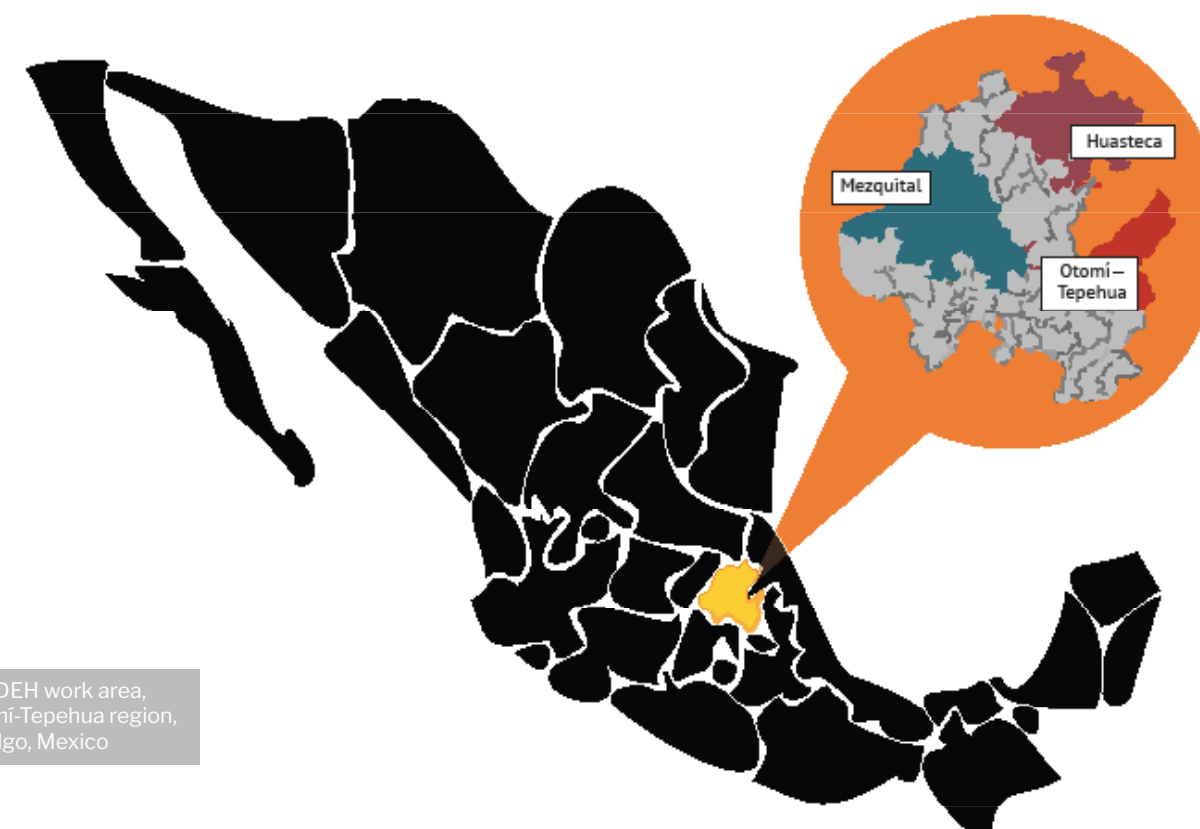 Huasteca
Mezquital
Otomí–
Tepehua
DEH work area,
mí-Tepehua region,
lgo, Mexico